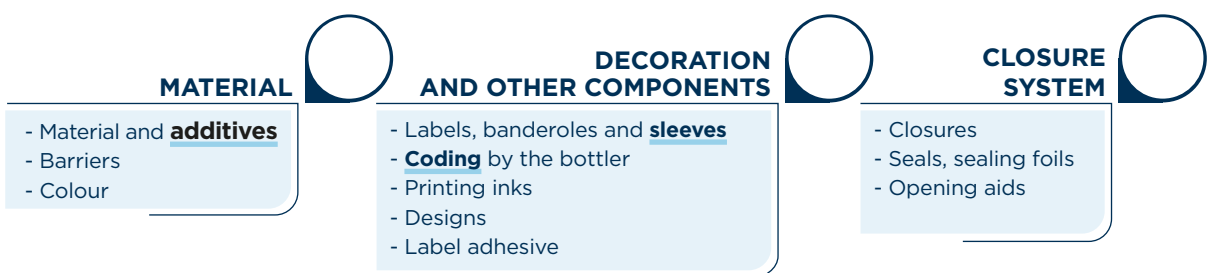 MATERIAL
- Material and additives
- Barriers
- Colour
DECORATION
AND OTHER COMPONENTS
- Labels, banderoles and sleeves
- Coding by the bottler
- Printing inks
- Designs
- Label adhesive
CLOSURE
SYSTEM
- Closures
- Seals, sealing foils
- Opening aids